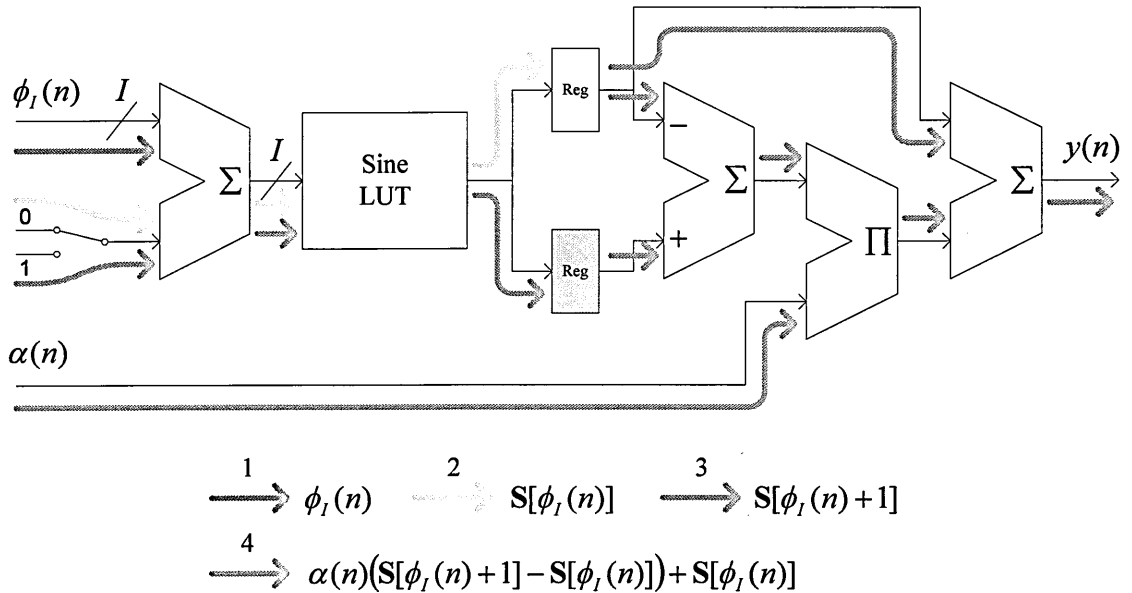 ϕ_I(n)
I
0
1
Σ
I
Sine
LUT
Reg
Reg
−
+
Σ
Π
Σ
y(n)
α(n)
1 2 3
ϕ_I(n) S[ϕ_I(n)] S[ϕ_I(n)+1]
4
α(n)(S[ϕ_I(n)+1]−S[ϕ_I(n)])+S[ϕ_I(n)]